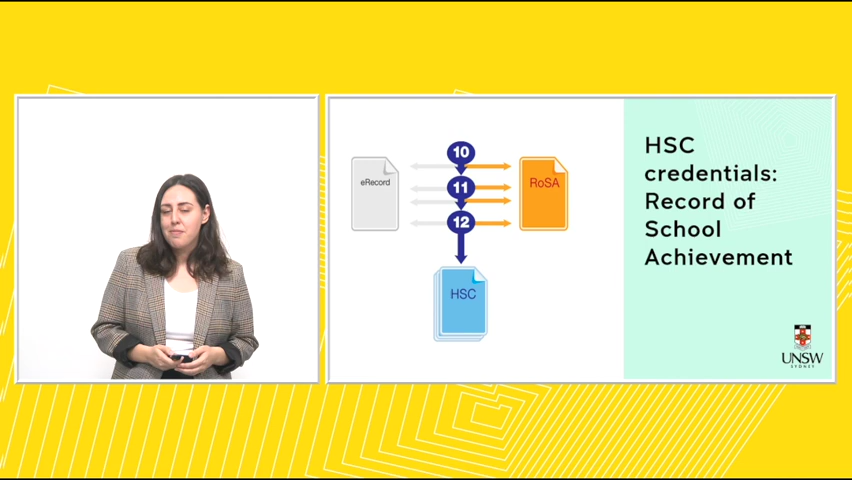 10
eRecord
11
RoSA
12
HSC
HSC
credentials:
Record of
School
Achievement
UNSW
SYDNEY